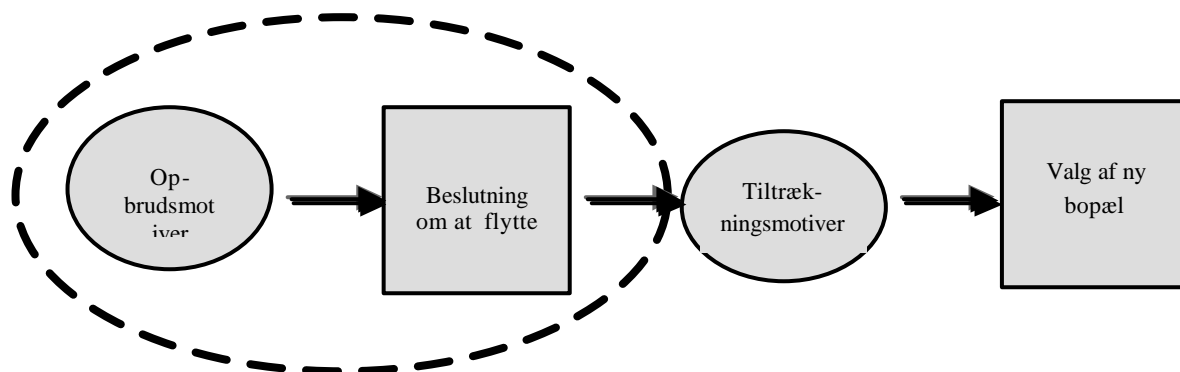 Op-
brudsmot
iver
Beslutning
om at flytte
Tiltræk-
ningsmotiver
Valg af ny
bopæl